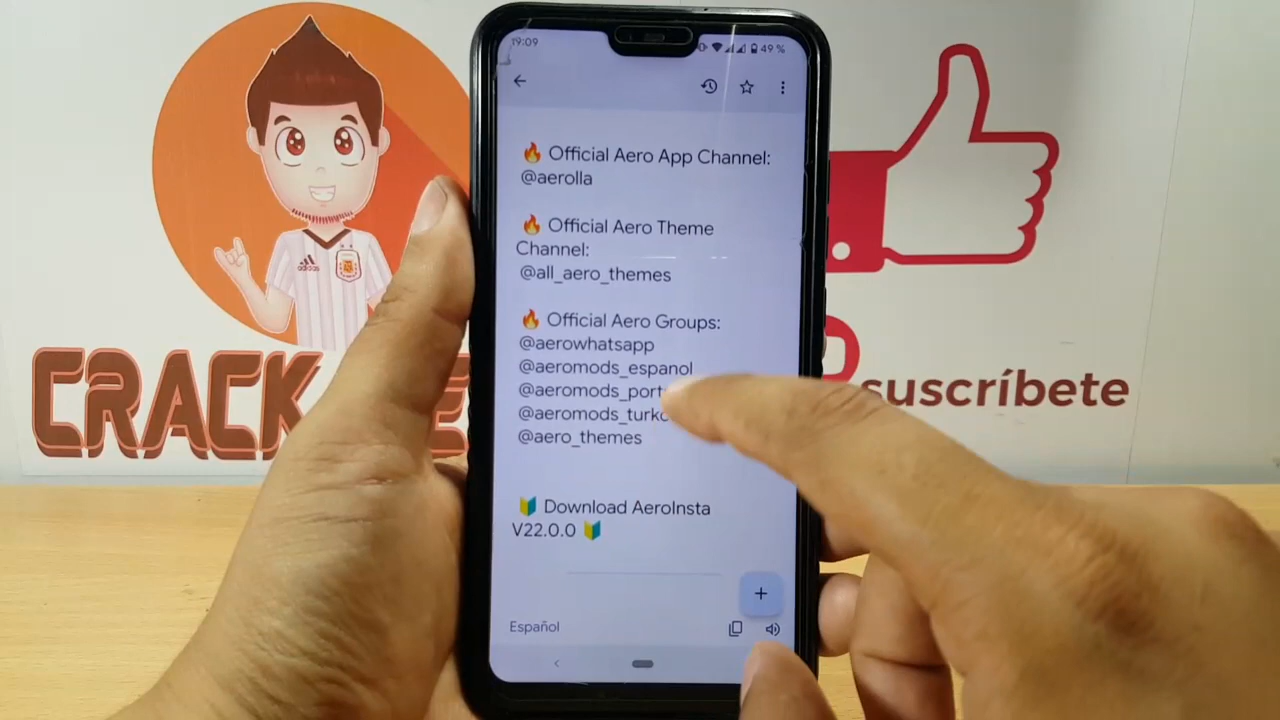 19:09
49 %
🔥 Official Aero App Channel:
@aerolla
🔥 Official Aero Theme
Channel:
@all_aero_themes
🔥 Official Aero Groups:
@aerowhatsapp
@aeromods_espanol
@aero_themes
🔰 Download AeroInsta
V22.0.0 🔰
Español
adidas
suscríbete